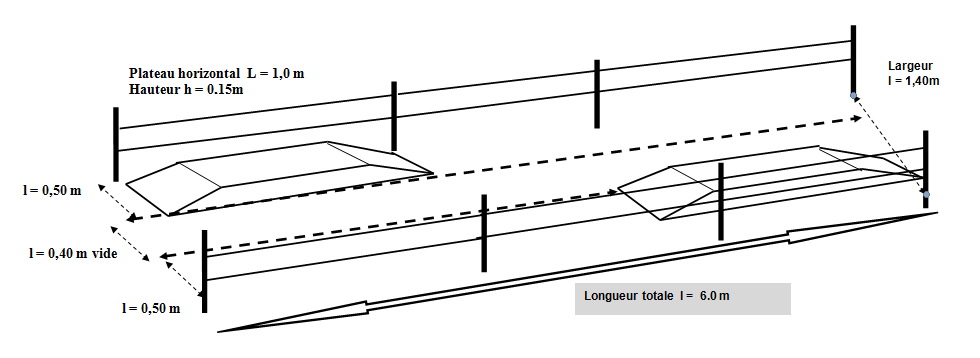 Plateau horizontal L = 1,0 m
Hauteur h = 0.15m
Largeur
l = 1,40m
l = 0,50 m
l = 0,40 m vide
l = 0,50 m
Longueur totale l = 6.0 m